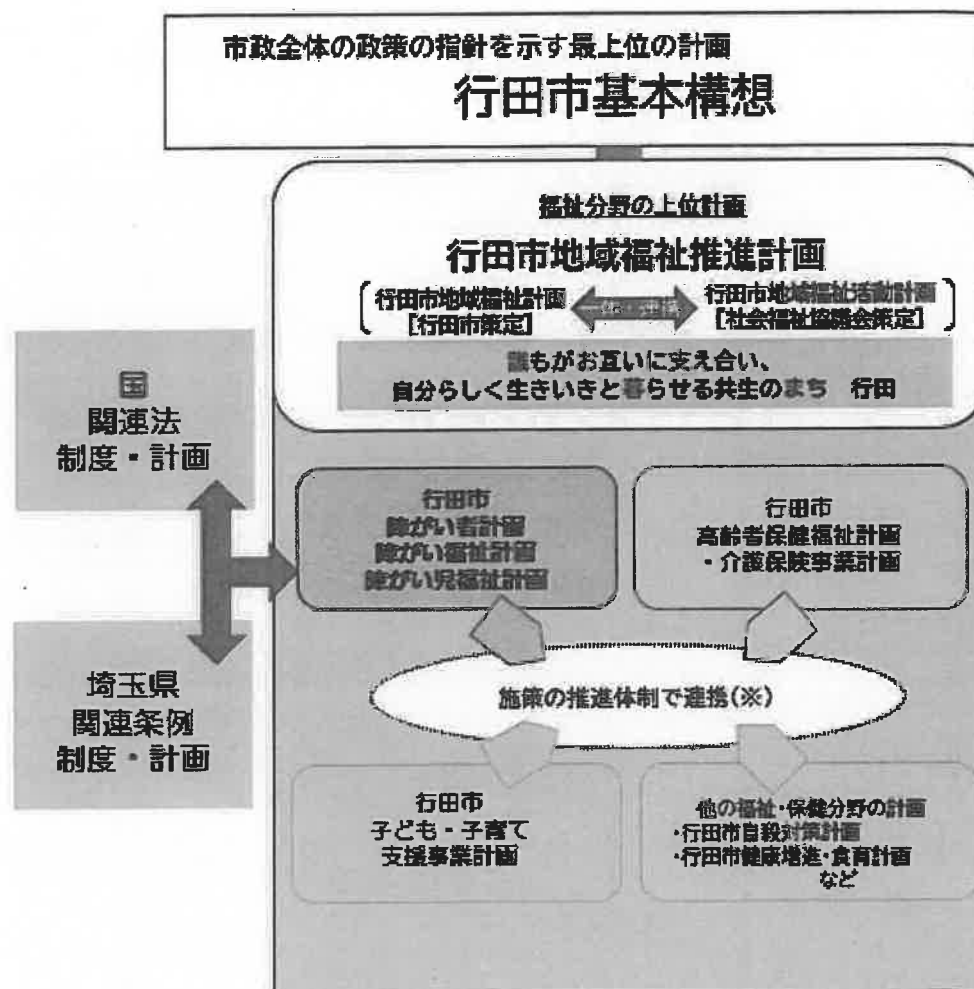 市政全体の政策の指針を示す最上位の計画
行田市基本構想
福祉分野の上位計画
行田市地域福祉推進計画
行田市地域福祉計画
[行田市策定]
行田市地域福祉活動計画
[社会福祉協議会策定]
誰もがお互いに支え合い、
自分らしく生きいきと暮らせる共生のまち 行田
国
関連法
制度・計画
埼玉県
関連条例
制度・計画
行田市
障がい者計画
障がい福祉計画
障がい児福祉計画
行田市
高齢者保健福祉計画
・介護保険事業計画
施策の推進体制で連携(※)
行田市
子ども・子育て
支援事業計画
他の福祉・保健分野の計画
・行田市自殺対策計画
・行田市健康増進・食育計画
など